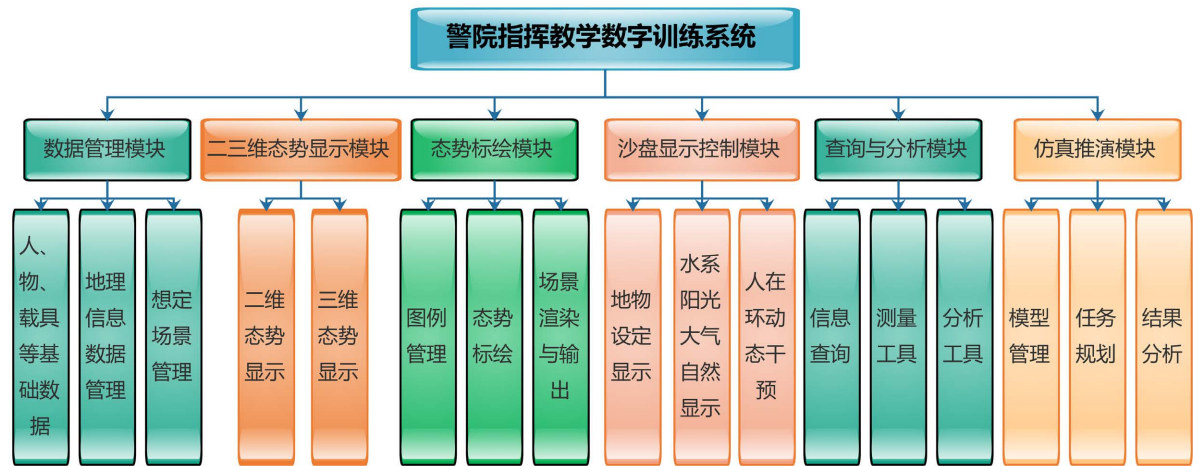 警院指挥教学数字训练系统
数据管理模块
二三维态势显示模块
态势标绘模块
沙盘显示控制模块
查询与分析模块
仿真推演模块
人、
物、
载具
等基
础数
据
地理
信息
数据
管理
想定
场景
管理
二维
态势
显示
三维
态势
显示
图例
管理
态势
标绘
场景
渲染
与输
出
地物
设定
显示
水系
阳光
大气
自然
显示
人在
环动
态干
预
信息
查询
测量
工具
分析
工具
模型
管理
任务
规划
结果
分析